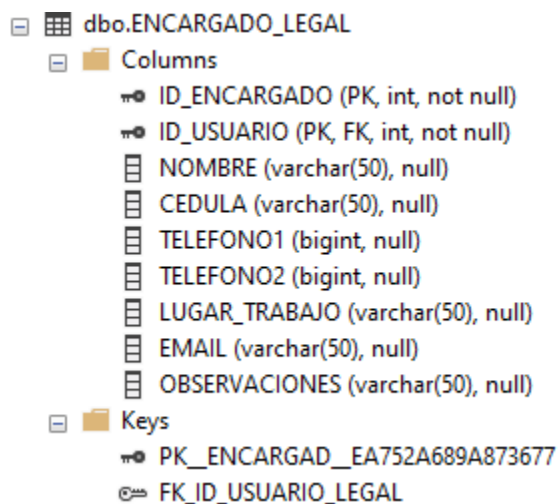 dbo.ENCARGADO_LEGAL
Columns
ID_ENCARGADO (PK, int, not null)
ID_USUARIO (PK, FK, int, not null)
NOMBRE (varchar(50), null)
CEDULA (varchar(50), null)
TELEFONO1 (bigint, null)
TELEFONO2 (bigint, null)
LUGAR_TRABAJO (varchar(50), null)
EMAIL (varchar(50), null)
OBSERVACIONES (varchar(50), null)
Keys
PK__ENCARGAD__EA752A689A873677
FK_ID_USUARIO_LEGAL